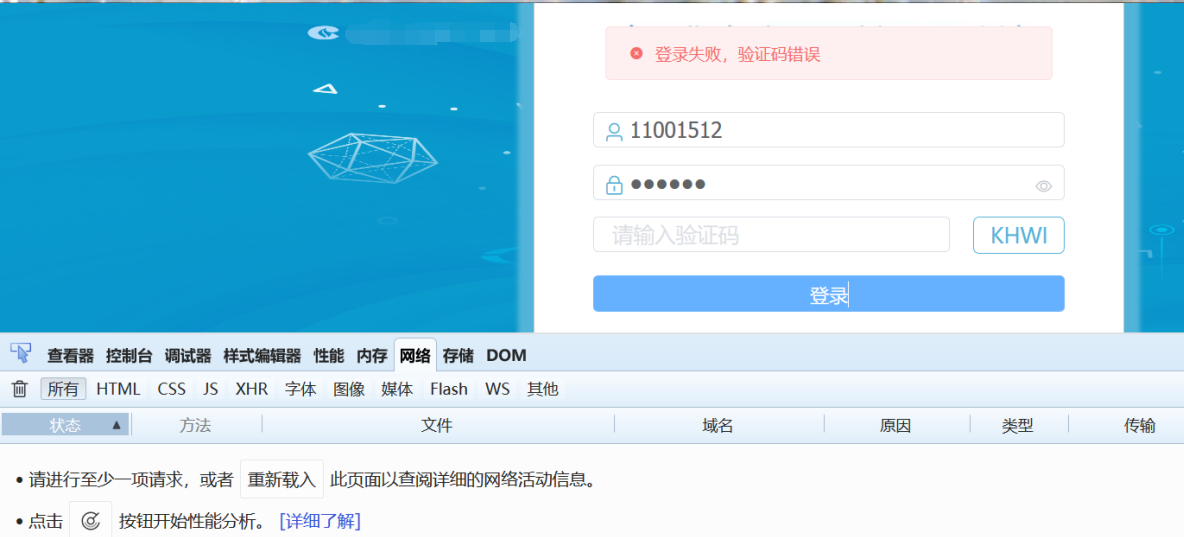 登录失败，验证码错误
11001512
请输入验证码 KHWI
登录
查看器 控制台 调试器 样式编辑器 性能 内存 网络 存储 DOM
所有 HTML CSS JS XHR 字体 图像 媒体 Flash WS 其他
状态 方法 文件 域名 原因 类型 传输
• 请进行至少一项请求，或者 重新载入 此页面以查阅详细的网络活动信息。
• 点击 按钮开始性能分析。 [详细了解]